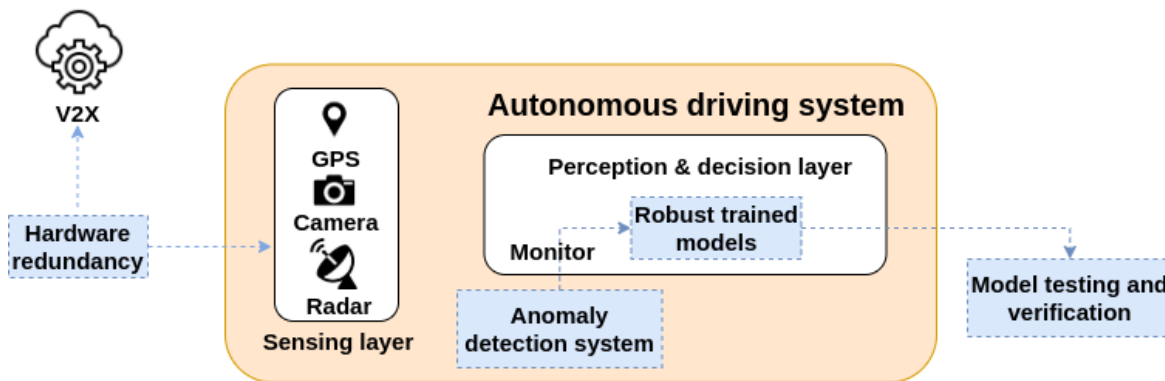 V2X
Hardware
redundancy
Autonomous driving system
GPS
Camera
Radar
Sensing layer
Perception & decision layer
Robust trained
models
Monitor
Anomaly
detection system
Model testing and
verification